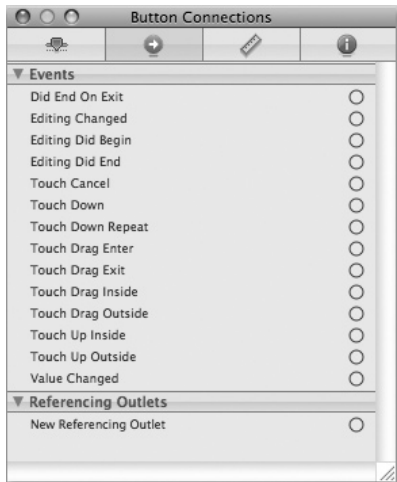 Button Connections
Events
Did End On Exit
Editing Changed
Editing Did Begin
Editing Did End
Touch Cancel
Touch Down
Touch Down Repeat
Touch Drag Enter
Touch Drag Exit
Touch Drag Inside
Touch Drag Outside
Touch Up Inside
Touch Up Outside
Value Changed
Referencing Outlets
New Referencing Outlet